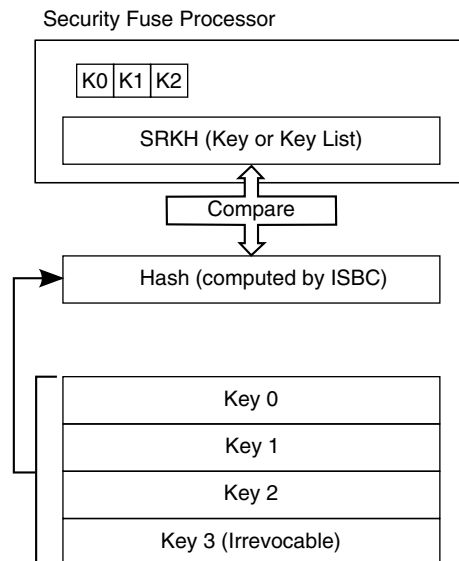 Security Fuse Processor
K0 K1 K2
SRKH (Key or Key List)
Compare
Hash (computed by ISBC)
Key 0
Key 1
Key 2
Key 3 (Irrevocable)